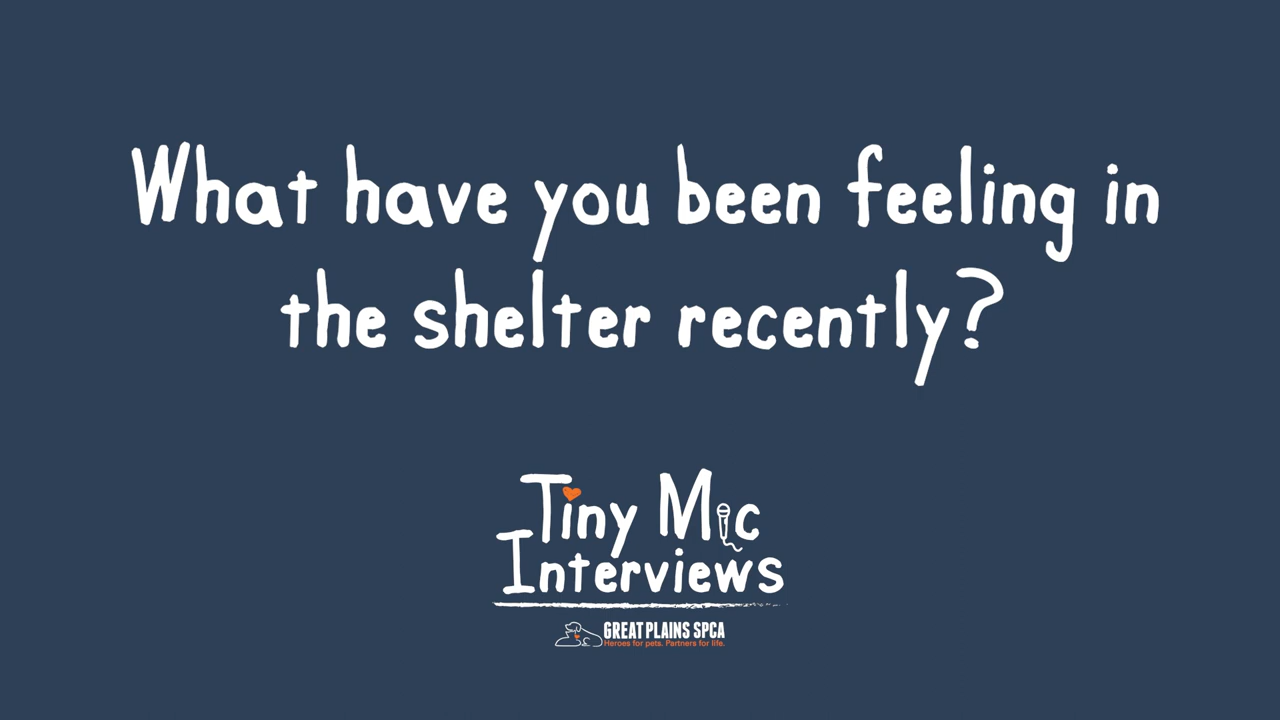 What have you been feeling in
the shelter recently?
Tiny Mic
Interviews
GREAT PLAINS SPCA
Heroes for pets. Partners for life.